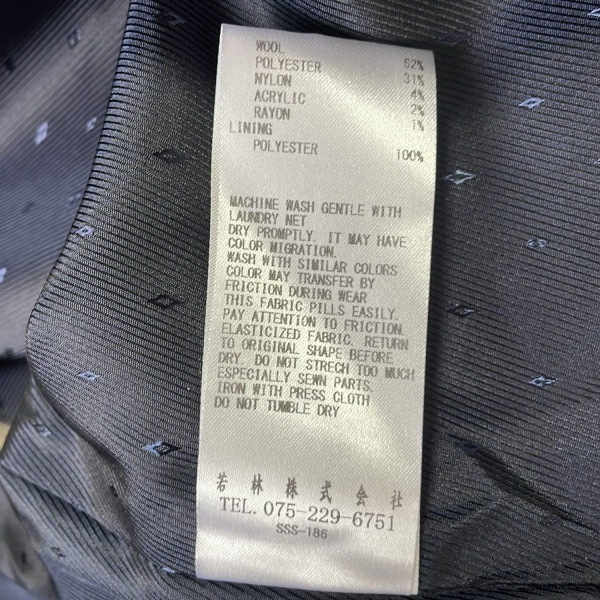 WOOL 62%
POLYESTER 31%
NYLON 4%
ACRYLIC 2%
RAYON 1%
LINING
POLYESTER 100%
MACHINE WASH GENTLE WITH
LAUNDRY NET
DRY PROMPTLY. IT MAY HAVE
COLOR MIGRATION.
WASH WITH SIMILAR COLORS
COLOR MAY TRANSFER BY
FRICTION DURING WEAR
THIS FABRIC PILLS EASILY.
PAY ATTENTION TO FRICTION.
ELASTICIZED FABRIC. RETURN
TO ORIGINAL SHAPE BEFORE
DRY. DO NOT STRECH TOO MUCH
ESPECIALLY SEWN PARTS.
IRON WITH PRESS CLOTH
DO NOT TUMBLE DRY
若林株式会社
TEL. 075-229-6751
SSS-186